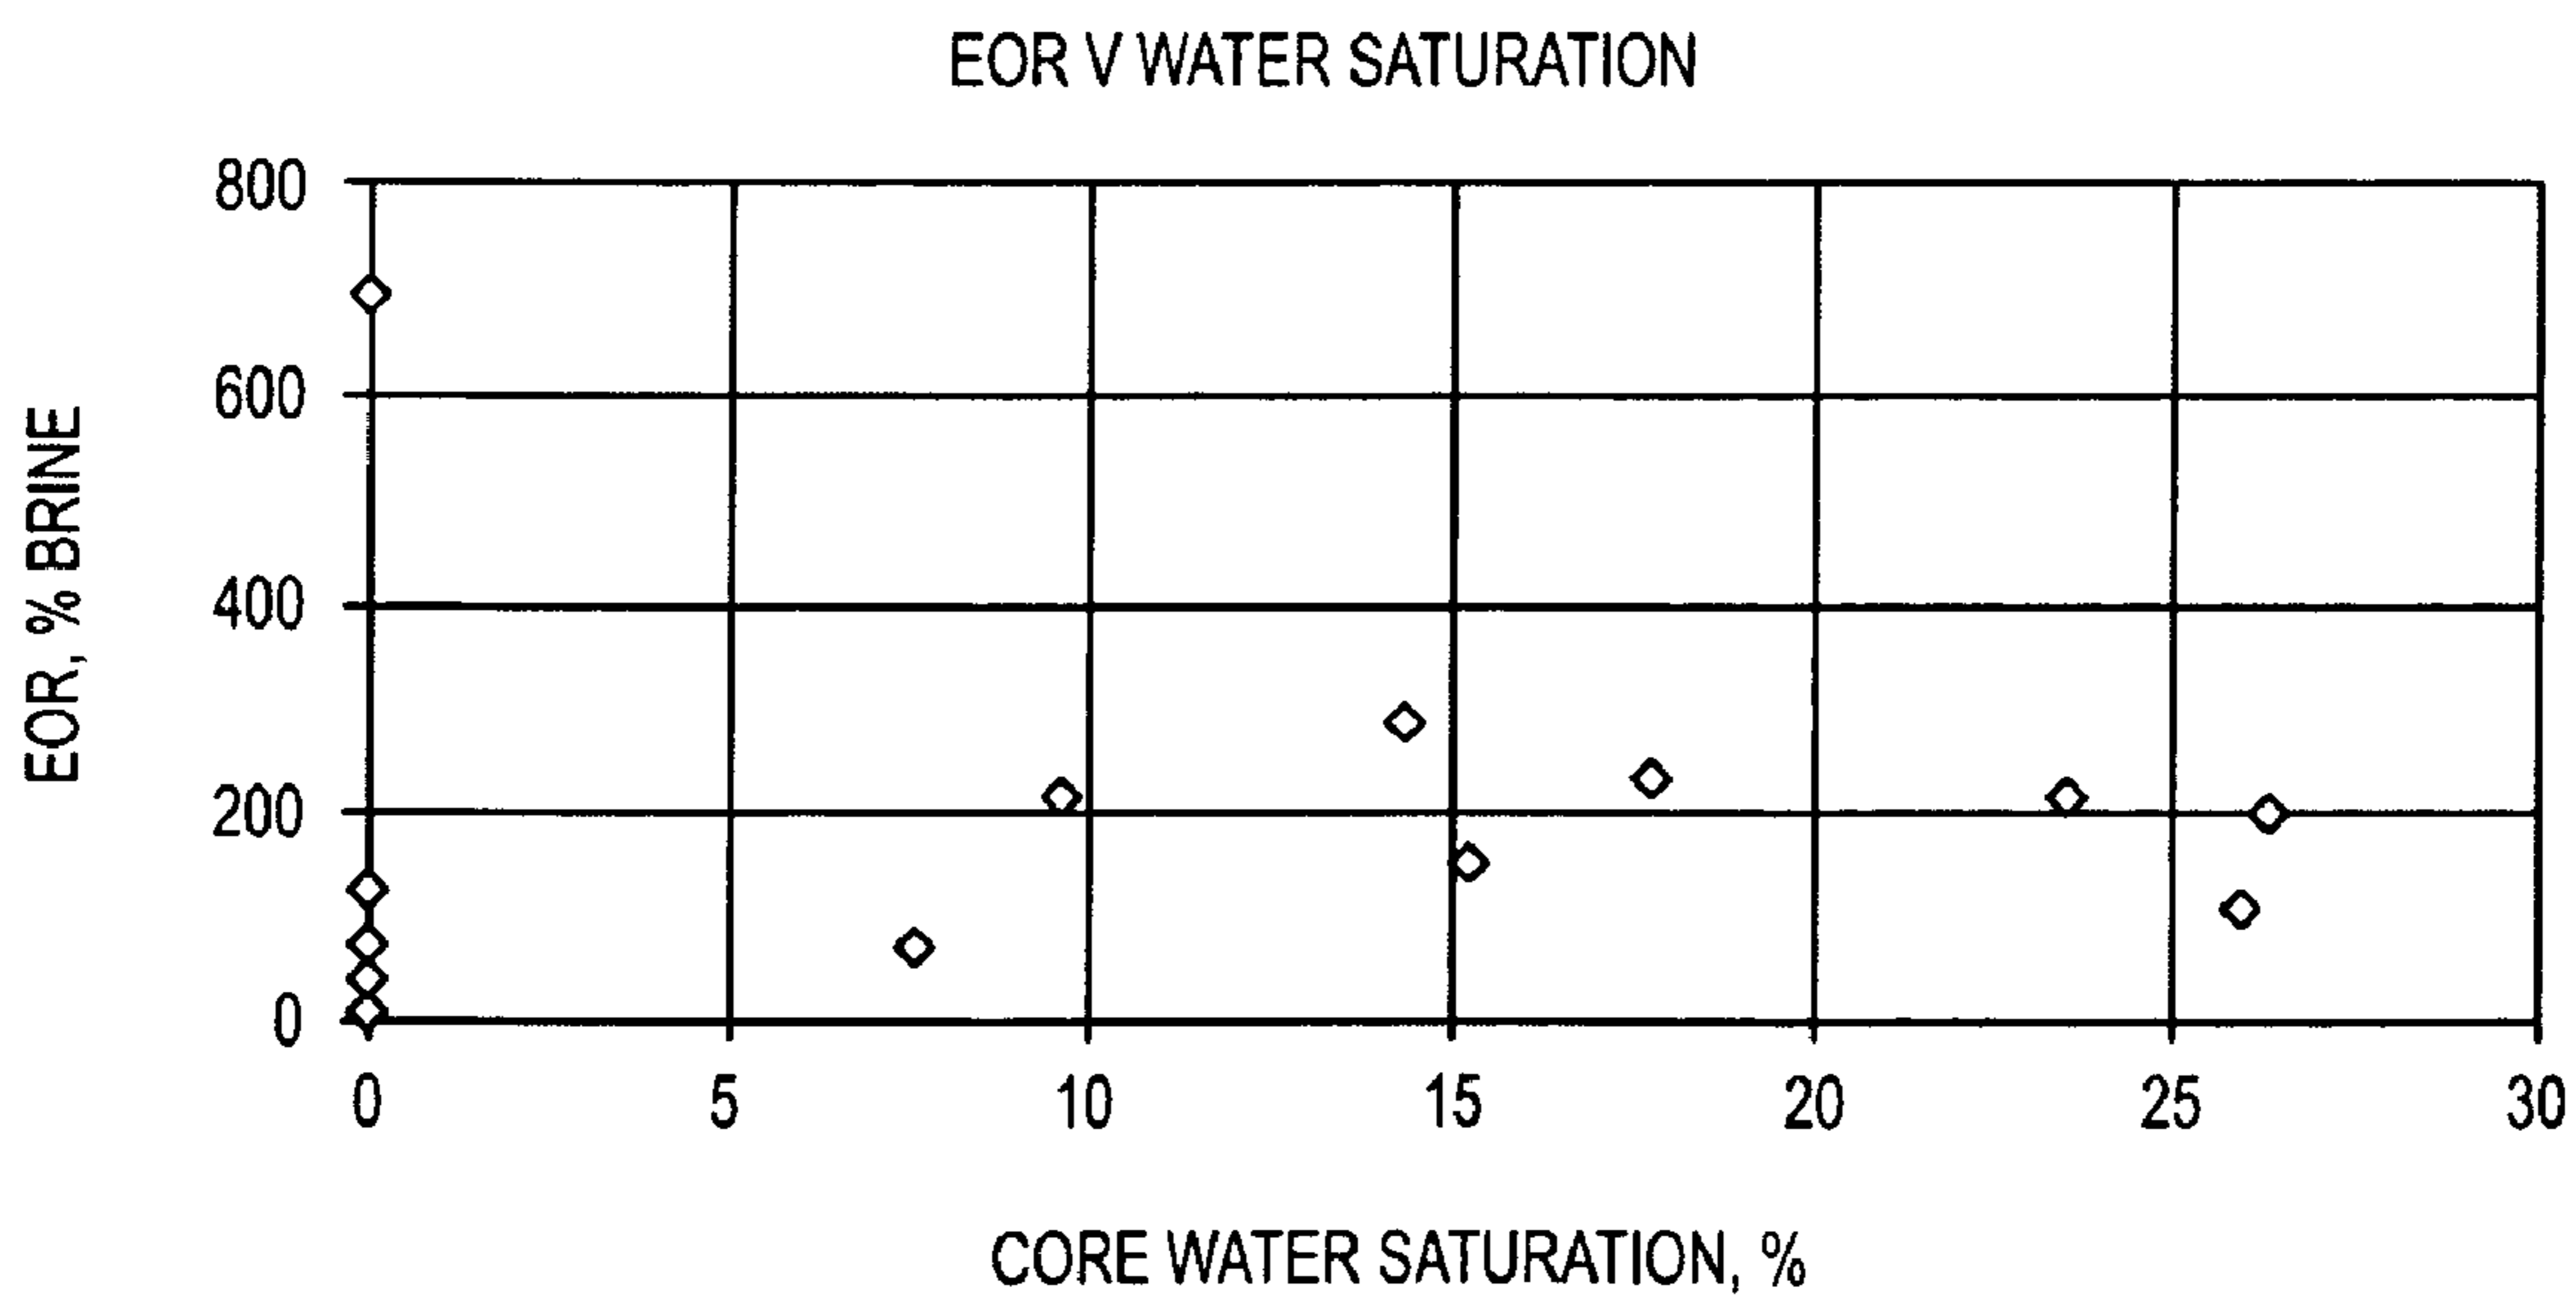 EOR V WATER SATURATION
800
600
400
200
0
EOR, % BRINE
0 5 10 15 20 25 30
CORE WATER SATURATION, %